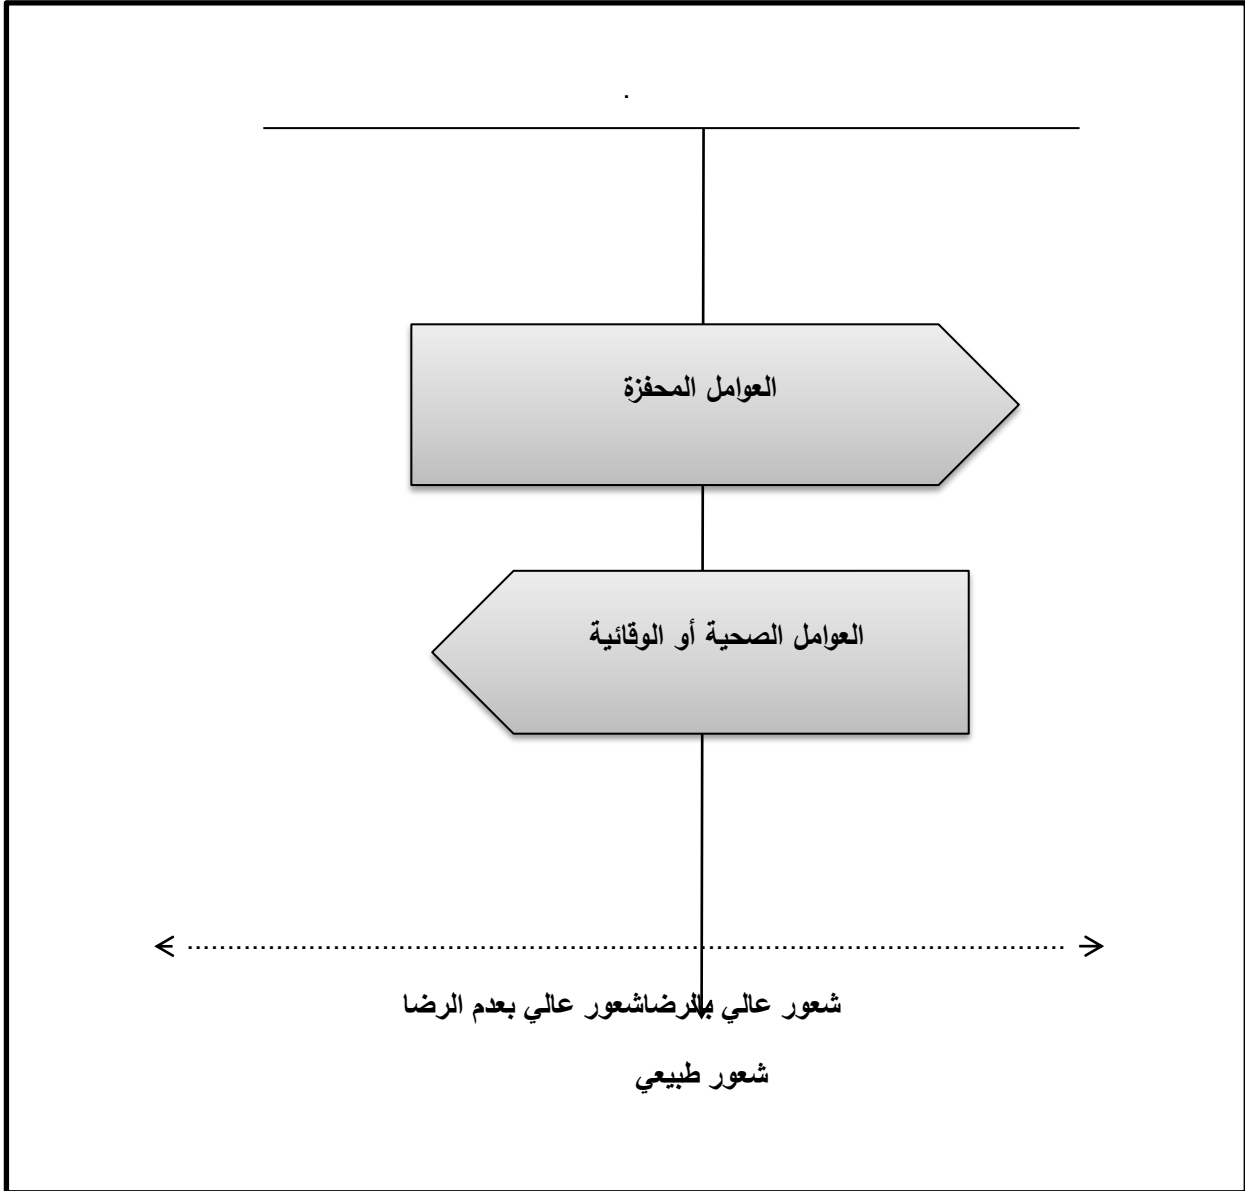 .
العوامل المحفزة
العوامل الصحية أو الوقائية
شعور عالي بالرضاشعور عالي بعدم الرضا
شعور طبيعي